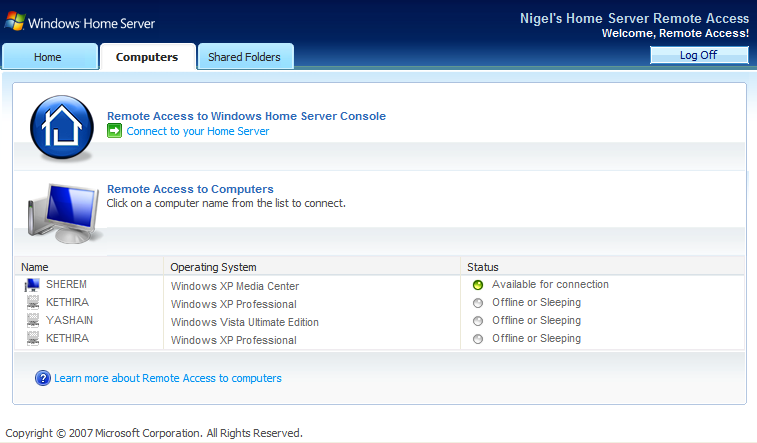 Windows Home Server
Nigel's Home Server Remote Access
Welcome, Remote Access!
Home
Computers
Shared Folders
Log Off
Remote Access to Windows Home Server Console
Connect to your Home Server
Remote Access to Computers
Click on a computer name from the list to connect.
Name Operating System Status
SHEREM Windows XP Media Center Available for connection
KETHIRA Windows XP Professional Offline or Sleeping
YASHAIN Windows Vista Ultimate Edition Offline or Sleeping
KETHIRA Windows XP Professional Offline or Sleeping
? Learn more about Remote Access to computers
Copyright © 2007 Microsoft Corporation. All Rights Reserved.